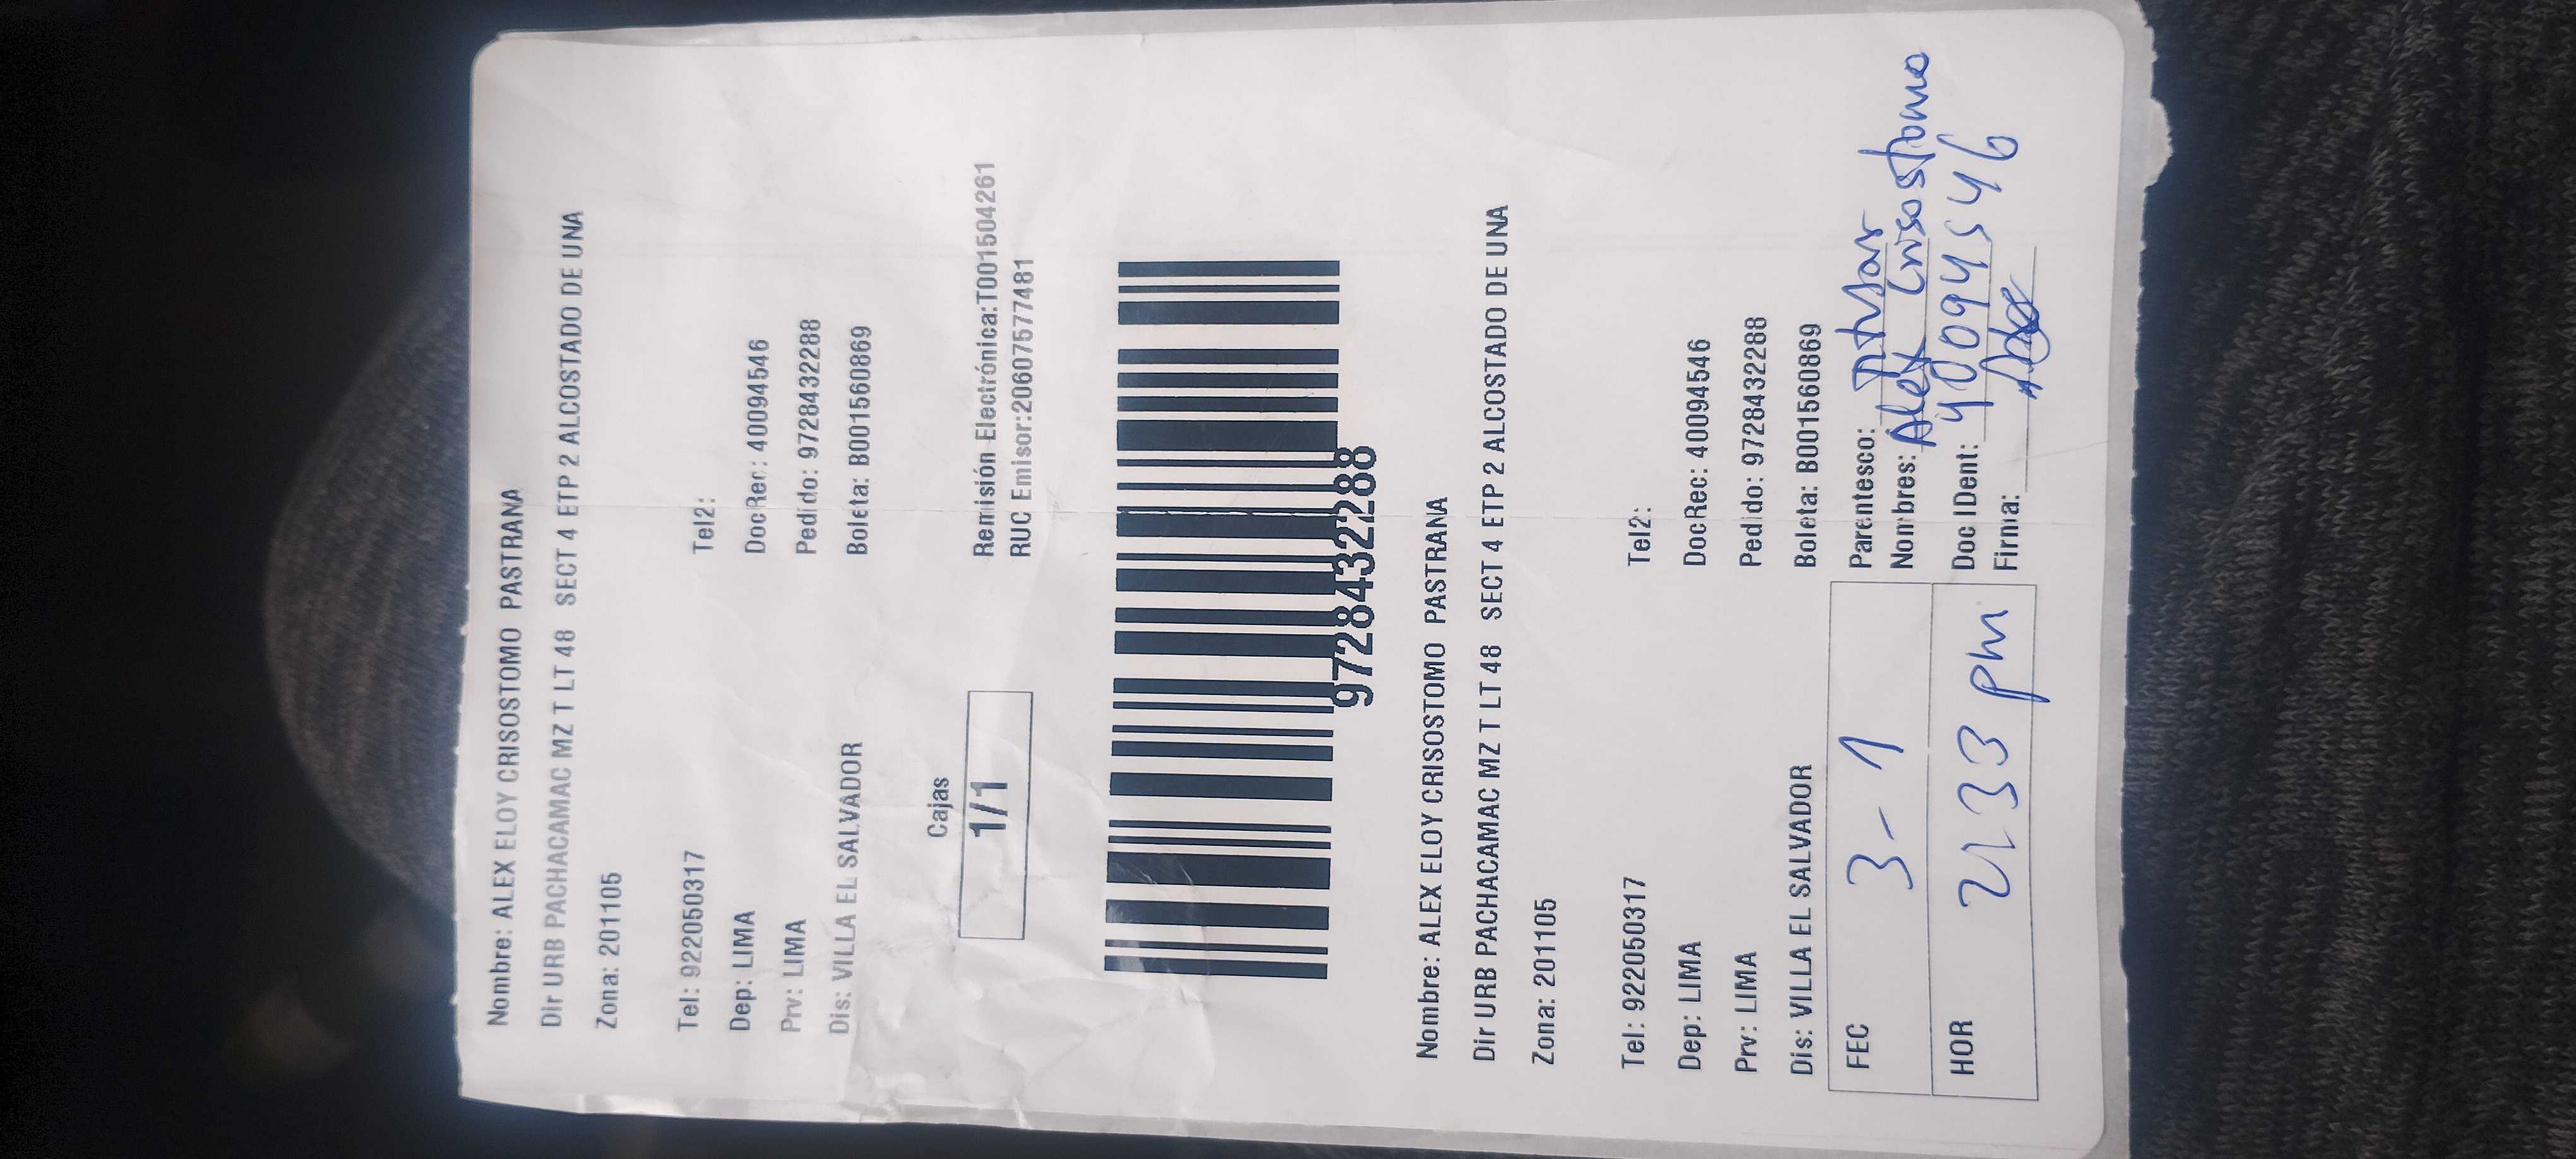 Nombre: ALEX ELOY CRISOSTOMO PASTRANA
Dir URB PACHACAMAC MZ T LT 48 SECT 4 ETP 2 ALCOSTADO DE UNA
Zona: 201105
Tel: 922050317 Tel2:
Dep: LIMA DocRec: 40094546
Prv: LIMA Pedido: 9728432288
Dis: VILLA EL SALVADOR Boleta: B001560869
Cajas
1/1
Remisión Electrónica:T001504261
RUC Emisor:20607577481
9728432288
Nombre: ALEX ELOY CRISOSTOMO PASTRANA
Dir URB PACHACAMAC MZ T LT 48 SECT 4 ETP 2 ALCOSTADO DE UNA
Zona: 201105
Tel: 922050317 Tel2:
Dep: LIMA DocRec: 40094546
Prv: LIMA Pedido: 9728432288
Dis: VILLA EL SALVADOR Boleta: B001560869
FEC 3-1 Parentesco: Titular
Nombres: Alex Crisostomo
HOR 2:33 pm Doc IDent: 40094546
Firma: